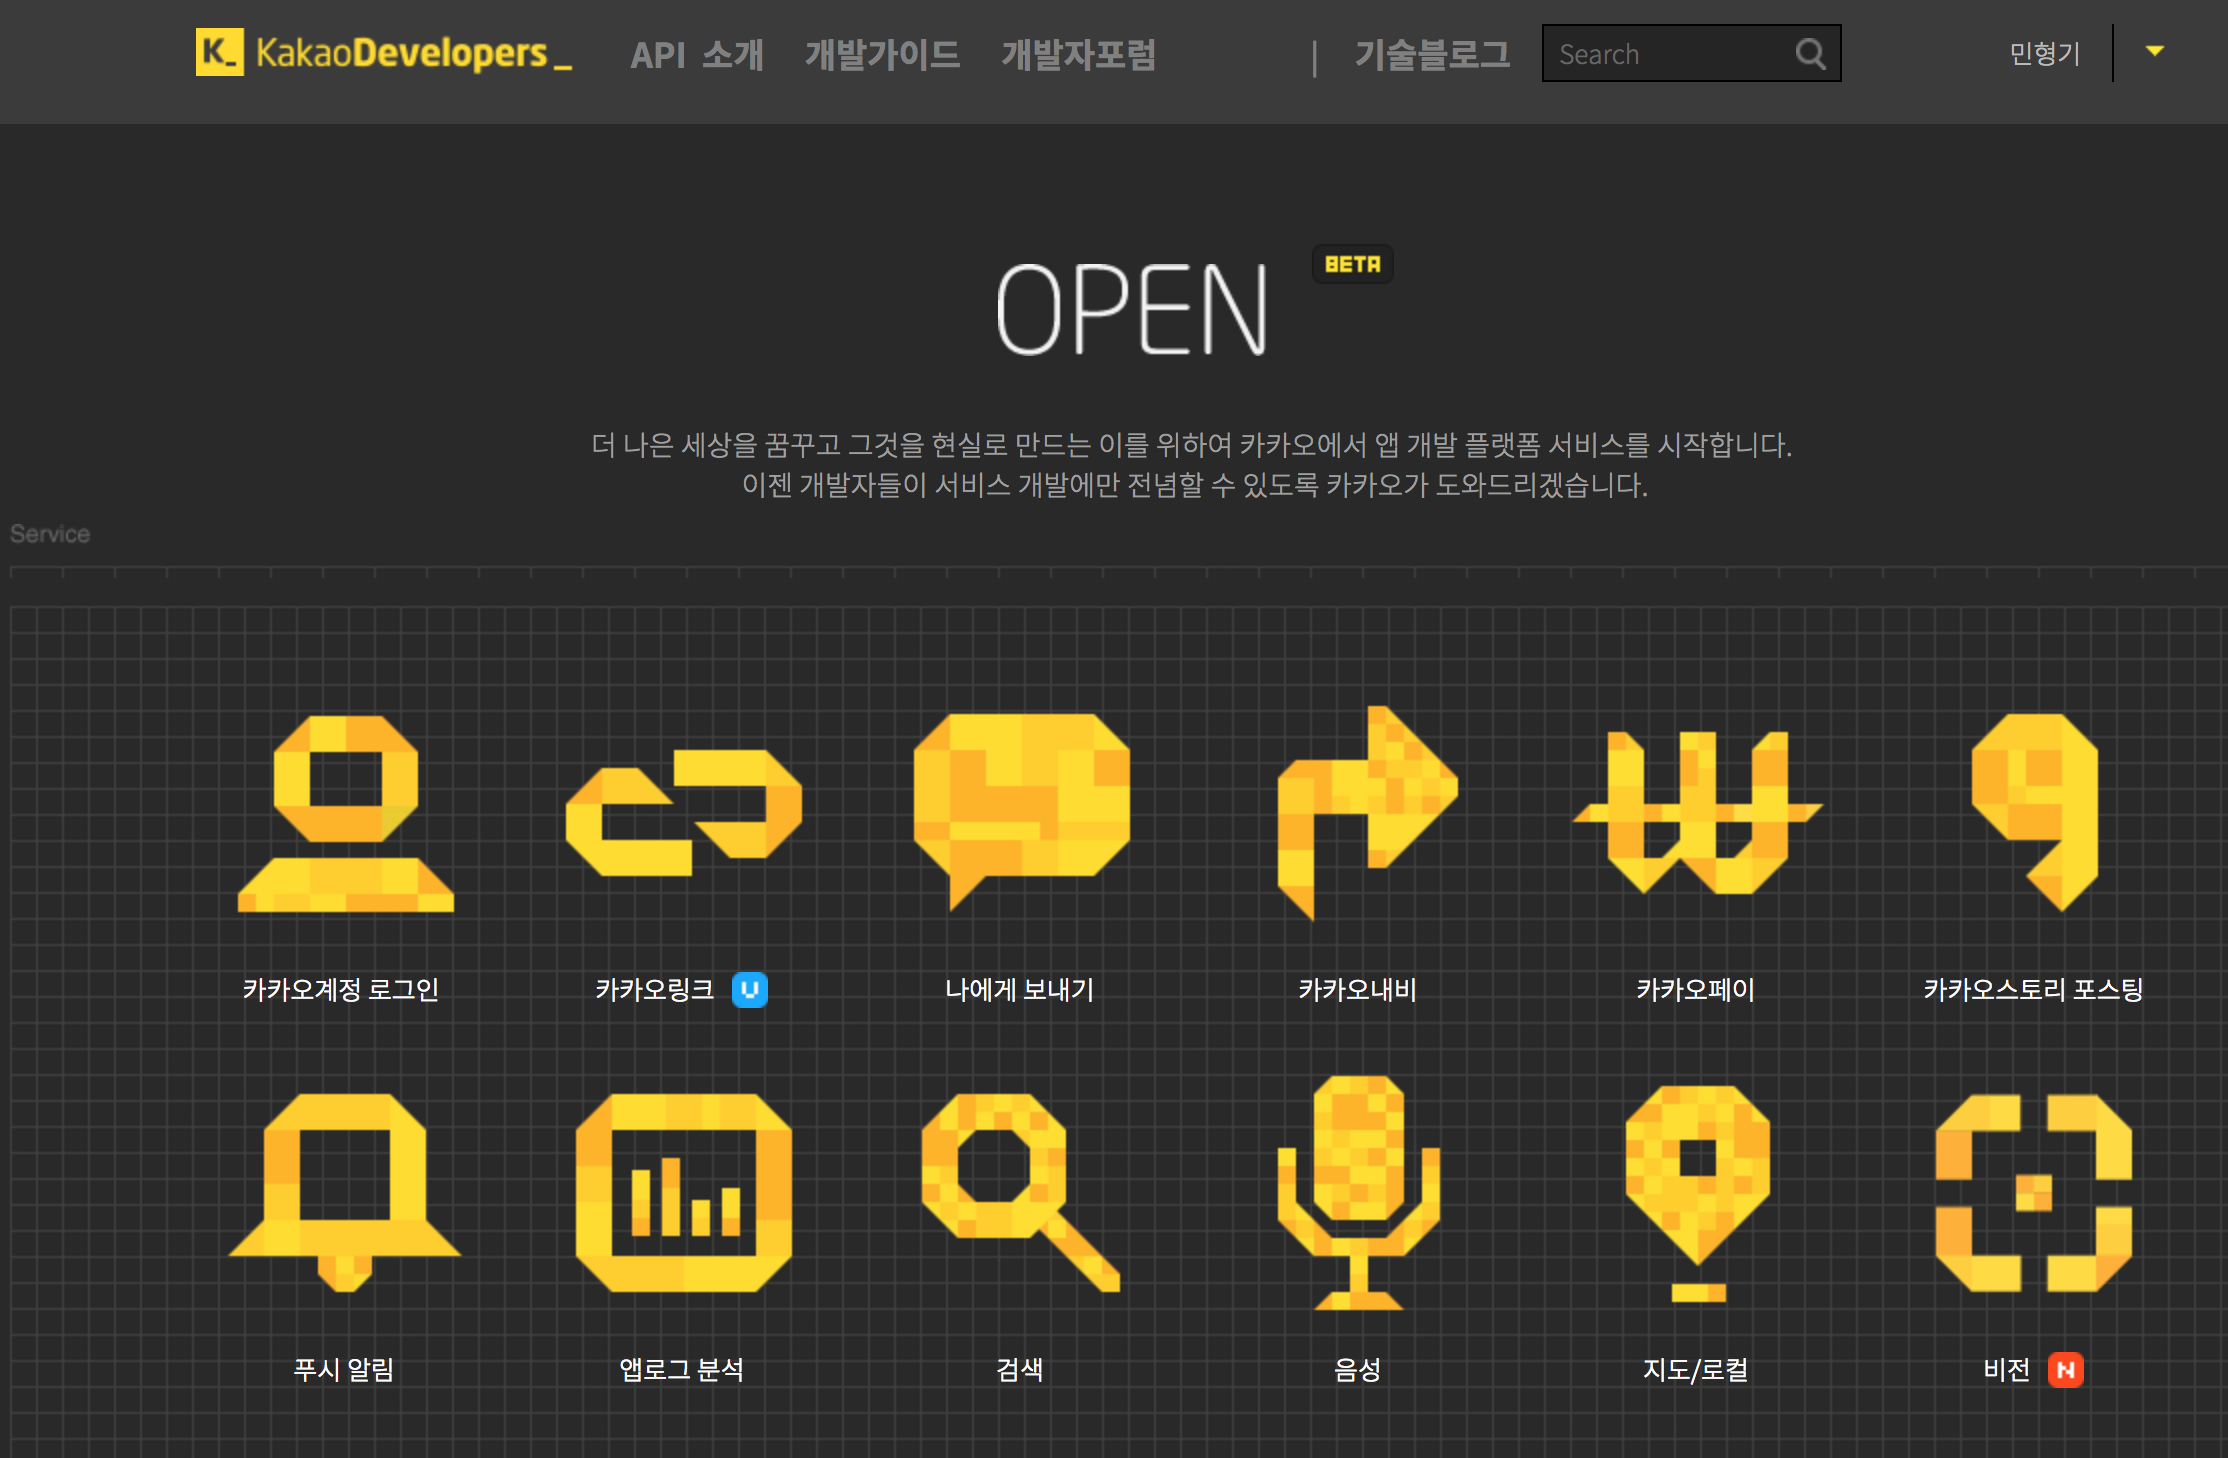 K_ KakaoDevelopers_ API 소개 개발가이드 개발자포럼 | 기술블로그 Search 민형기
OPEN BETA
더 나은 세상을 꿈꾸고 그것을 현실로 만드는 이를 위하여 카카오에서 앱 개발 플랫폼 서비스를 시작합니다.
이젠 개발자들이 서비스 개발에만 전념할 수 있도록 카카오가 도와드리겠습니다.
Service
카카오계정 로그인 카카오링크 U 나에게 보내기 카카오내비 카카오페이 카카오스토리 포스팅
푸시 알림 앱로그 분석 검색 음성 지도/로컬 비전 N